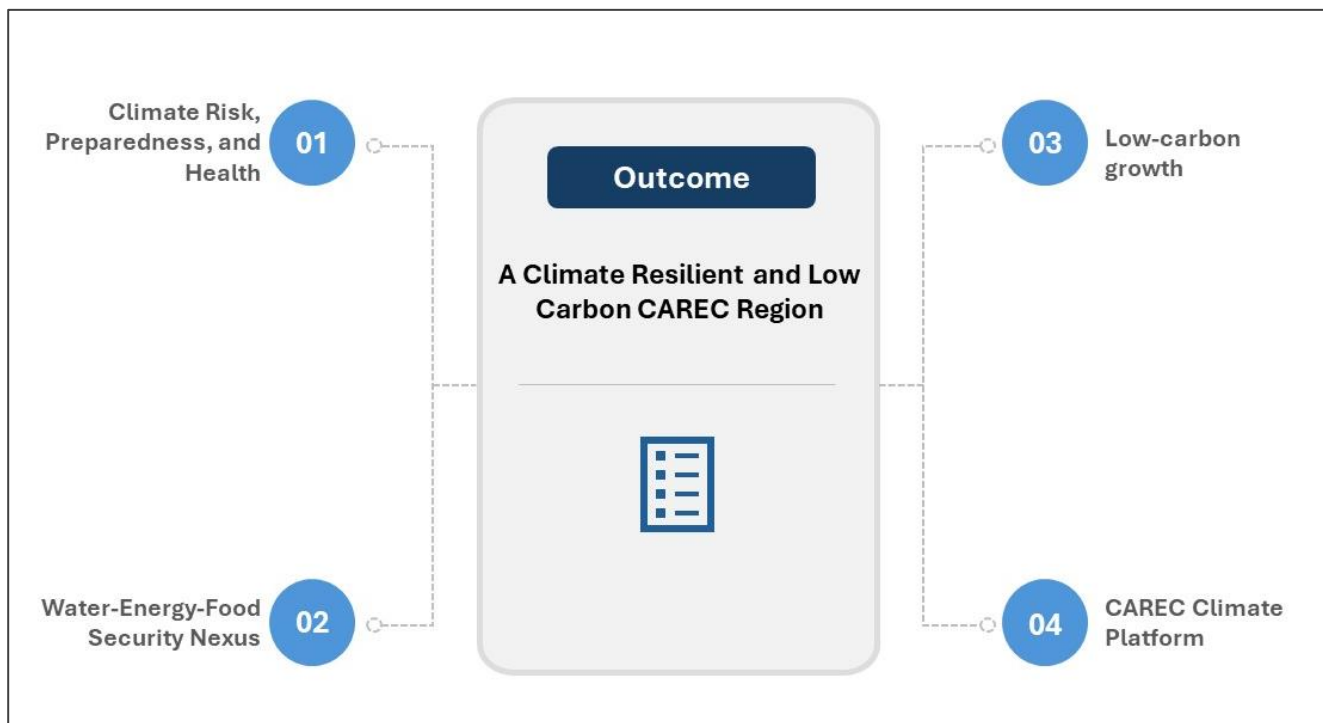 Climate Risk,
Preparedness, and
Health
01
Water-Energy-Food
Security Nexus
02
Outcome
A Climate Resilient and Low
Carbon CAREC Region
03
Low-carbon
growth
04
CAREC Climate
Platform